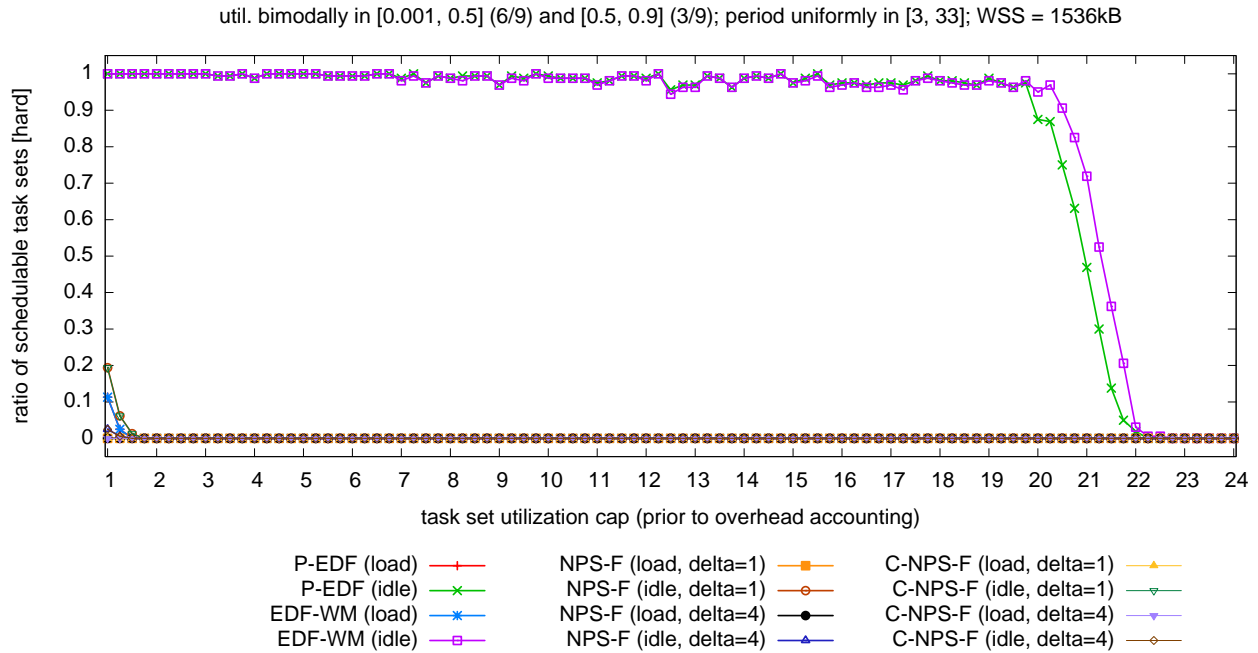 util. bimodally in [0.001, 0.5] (6/9) and [0.5, 0.9] (3/9); period uniformly in [3, 33]; WSS = 1536kB
ratio of schedulable task sets [hard]
1
0.9
0.8
0.7
0.6
0.5
0.4
0.3
0.2
0.1
0
1 2 3 4 5 6 7 8 9 10 11 12 13 14 15 16 17 18 19 20 21 22 23 24
task set utilization cap (prior to overhead accounting)
P-EDF (load) NPS-F (load, delta=1) C-NPS-F (load, delta=1)
P-EDF (idle) NPS-F (idle, delta=1) C-NPS-F (idle, delta=1)
EDF-WM (load) NPS-F (load, delta=4) C-NPS-F (load, delta=4)
EDF-WM (idle) NPS-F (idle, delta=4) C-NPS-F (idle, delta=4)